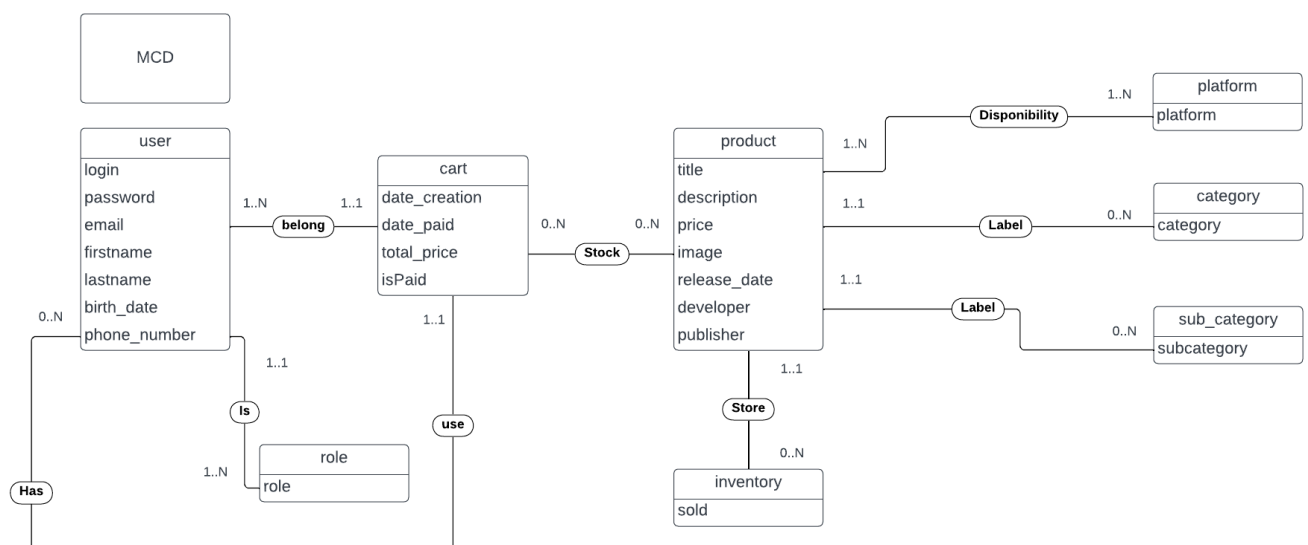 MCD
user
login
password
email
firstname
lastname
birth_date
phone_number
1..N
belong
1..1
cart
date_creation
date_paid
total_price
isPaid
0..N
Stock
0..N
product
title
description
price
image
release_date
developer
publisher
1..N
Disponibility
1..N
platform
platform
1..1
Label
0..N
category
category
1..1
Label
0..N
sub_category
subcategory
0..N
Has
1..1
Is
1..N
role
role
1..1
use
1..1
Store
0..N
inventory
sold